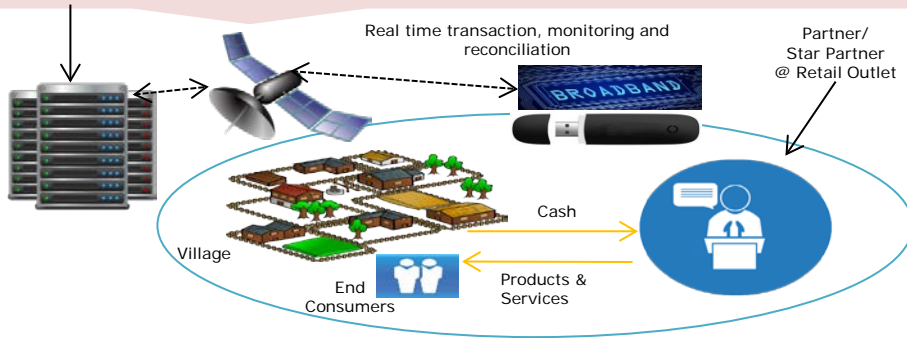 Real time transaction, monitoring and
reconciliation
Partner/
Star Partner
@ Retail Outlet
BROADBAND
Cash
Village
End
Consumers
Products &
Services